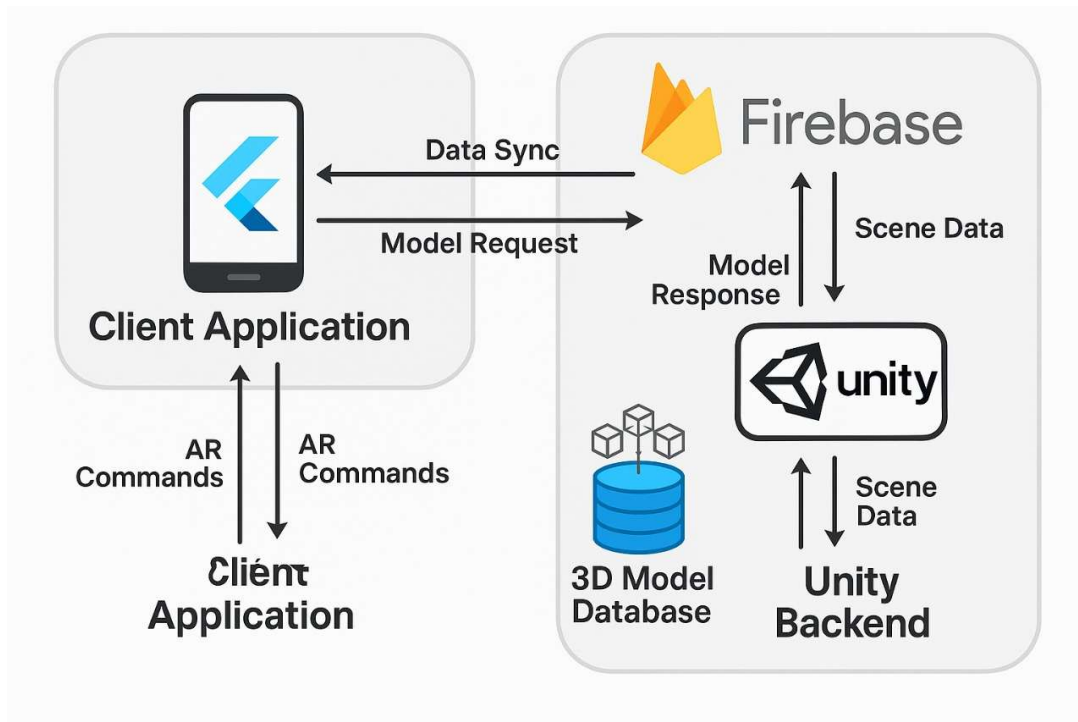 Firebase
Data Sync
Model Request
Scene Data
Model
Response
Client Application
unity
AR
Commands
AR
Commands
Scene
Data
Client
Application
3D Model
Database
Unity
Backend